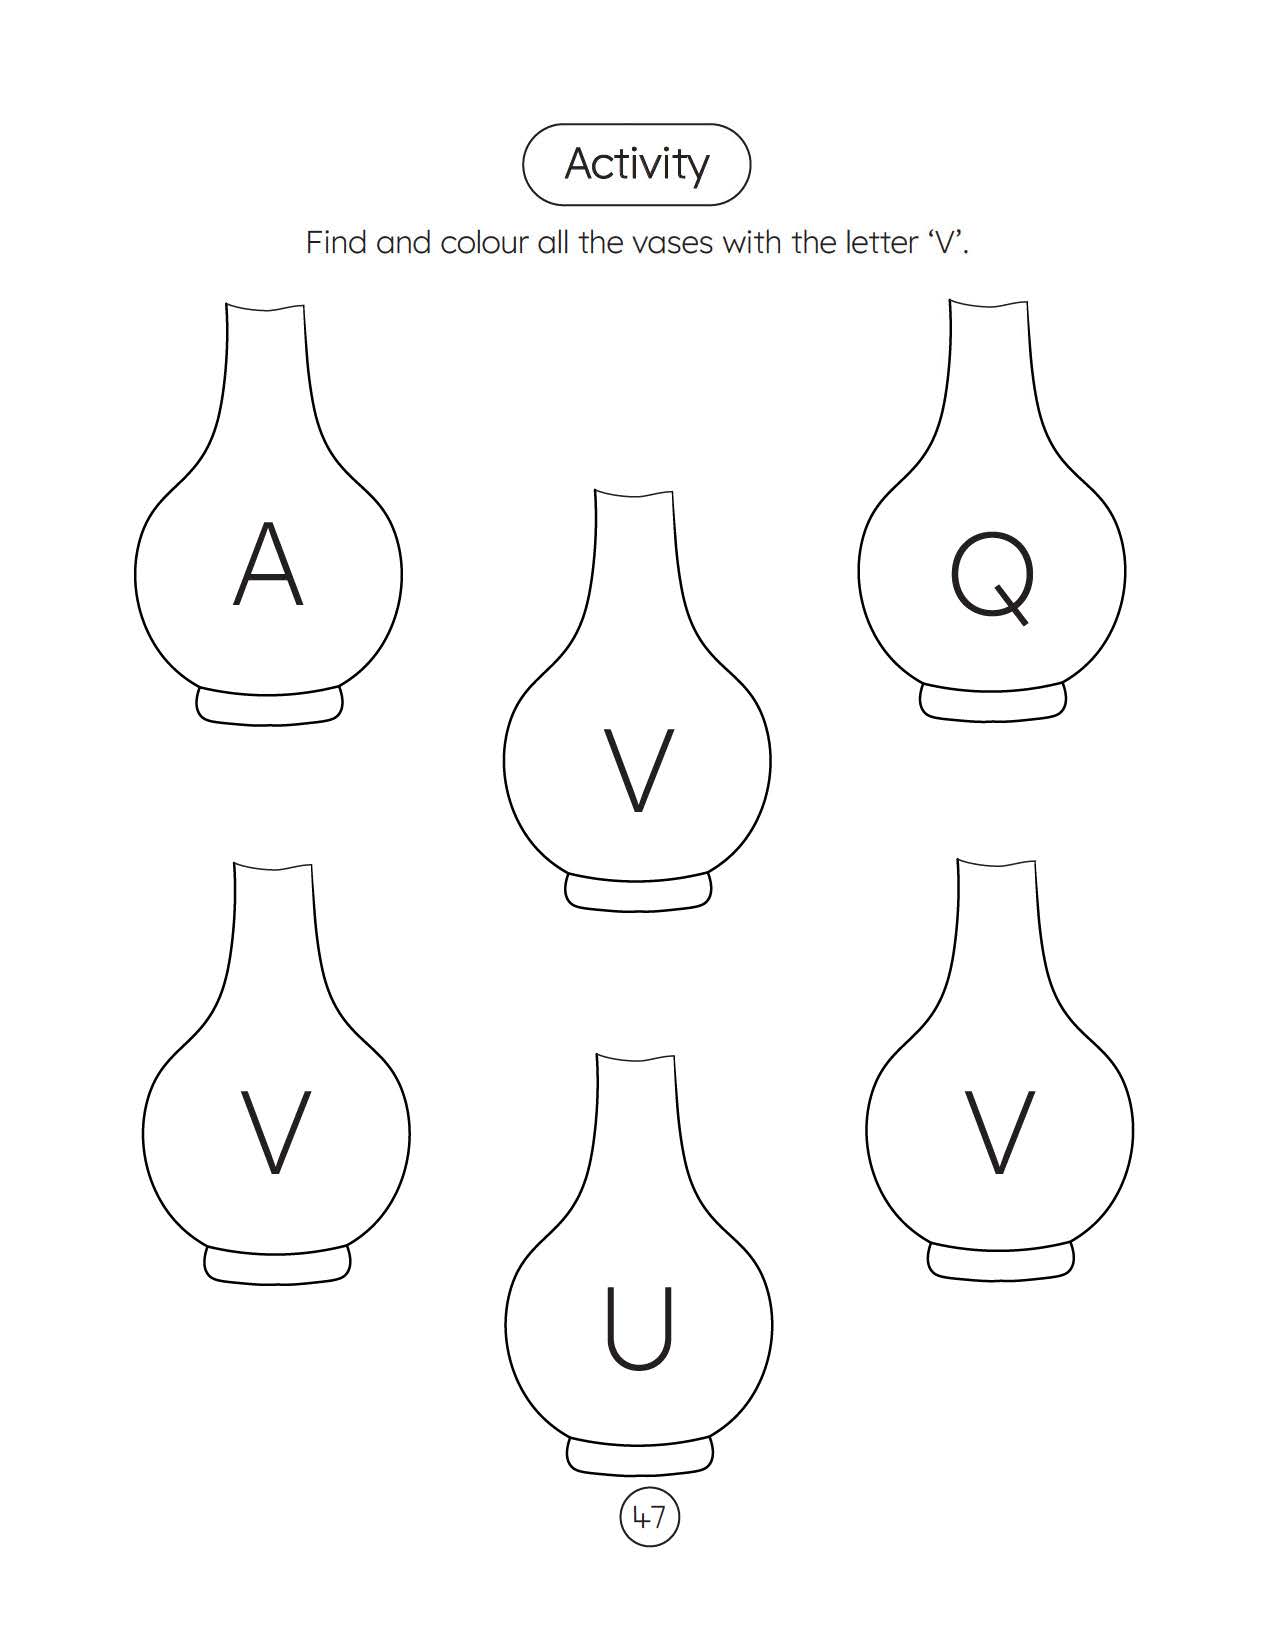 Activity
Find and colour all the vases with the letter ‘V’.
A
Q
V
V
V
U
47